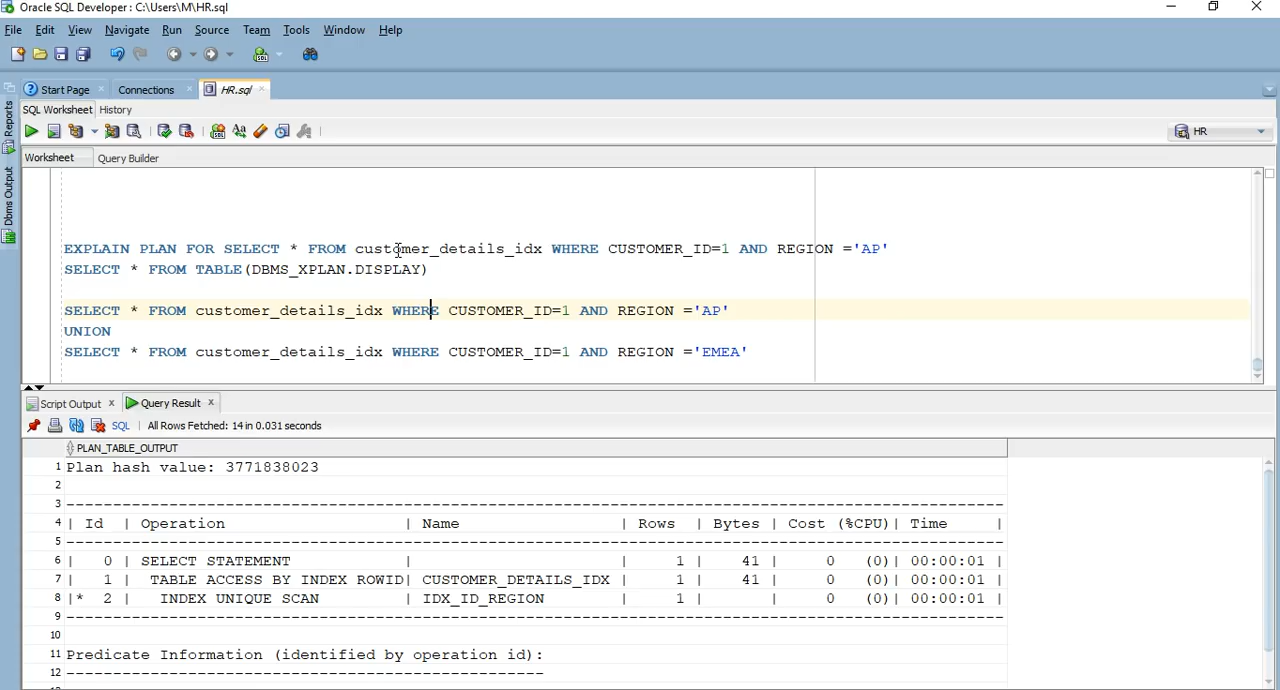 Oracle SQL Developer : C:\Users\M\HR.sql
File Edit View Navigate Run Source Team Tools Window Help
Start Page Connections HR.sql
SQL Worksheet History
HR
Worksheet Query Builder
Reports
Dbms Output
EXPLAIN PLAN FOR SELECT * FROM customer_details_idx WHERE CUSTOMER_ID=1 AND REGION ='AP'
SELECT * FROM TABLE(DBMS_XPLAN.DISPLAY)
SELECT * FROM customer_details_idx WHERE CUSTOMER_ID=1 AND REGION ='AP'
UNION
SELECT * FROM customer_details_idx WHERE CUSTOMER_ID=1 AND REGION ='EMEA'
Script Output x Query Result x
SQL | All Rows Fetched: 14 in 0.031 seconds
PLAN_TABLE_OUTPUT
1 Plan hash value: 3771838023
2
3 ----------------------------------------------------------------------------------------------------
4 | Id | Operation | Name | Rows | Bytes | Cost (%CPU)| Time |
5 ----------------------------------------------------------------------------------------------------
6 | 0 | SELECT STATEMENT | | 1 | 41 | 0 (0)| 00:00:01 |
7 | 1 | TABLE ACCESS BY INDEX ROWID| CUSTOMER_DETAILS_IDX | 1 | 41 | 0 (0)| 00:00:01 |
8 |* 2 | INDEX UNIQUE SCAN | IDX_ID_REGION | 1 | | 0 (0)| 00:00:01 |
9 ----------------------------------------------------------------------------------------------------
10
11 Predicate Information (identified by operation id):
12 ---------------------------------------------------